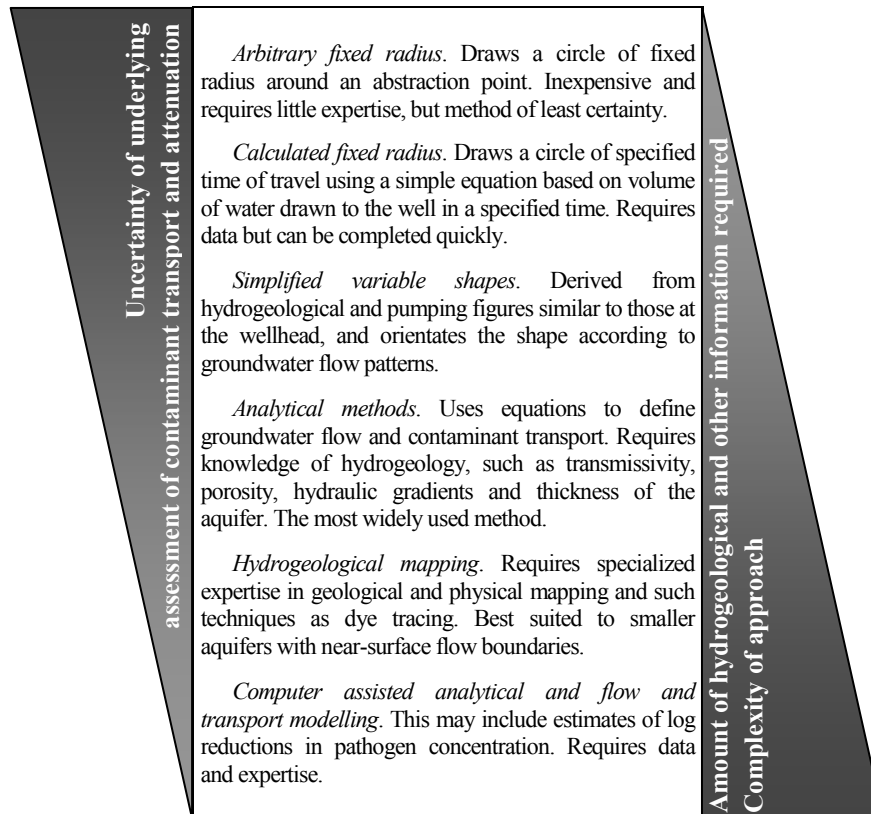 Uncertainty of underlying
assessment of contaminant transport and attenuation
Arbitrary fixed radius. Draws a circle of fixed
radius around an abstraction point. Inexpensive and
requires little expertise, but method of least certainty.
Calculated fixed radius. Draws a circle of specified
time of travel using a simple equation based on volume
of water drawn to the well in a specified time. Requires
data but can be completed quickly.
Simplified variable shapes. Derived from
hydrogeological and pumping figures similar to those at
the wellhead, and orientates the shape according to
groundwater flow patterns.
Analytical methods. Uses equations to define
groundwater flow and contaminant transport. Requires
knowledge of hydrogeology, such as transmissivity,
porosity, hydraulic gradients and thickness of the
aquifer. The most widely used method.
Hydrogeological mapping. Requires specialized
expertise in geological and physical mapping and such
techniques as dye tracing. Best suited to smaller
aquifers with near-surface flow boundaries.
Computer assisted analytical and flow and
transport modelling. This may include estimates of log
reductions in pathogen concentration. Requires data
and expertise.
Amount of hydrogeological and other information required
Complexity of approach